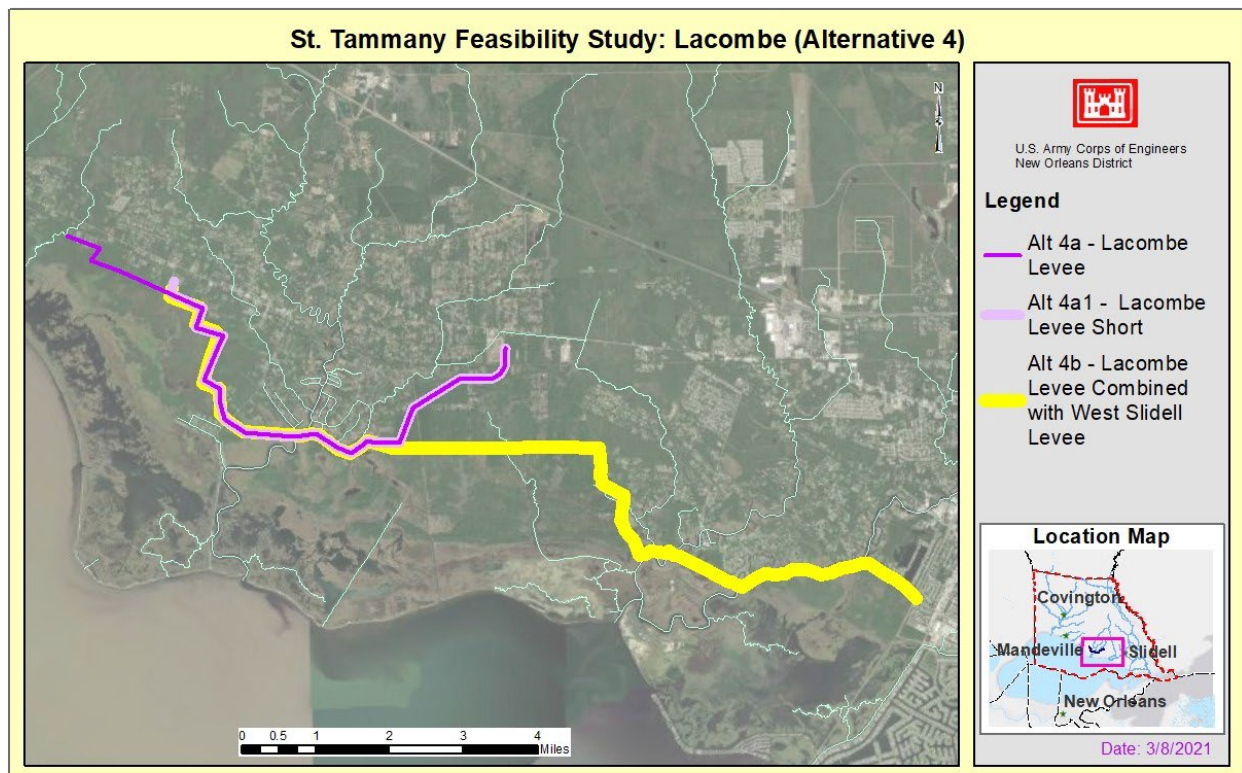 St. Tammany Feasibility Study: Lacombe (Alternative 4)
N
0 0.5 1 2 3 4
Miles
U.S. Army Corps of Engineers
New Orleans District
Legend
Alt 4a - Lacombe
Levee
Alt 4a1 - Lacombe
Levee Short
Alt 4b - Lacombe
Levee Combined
with West Slidell
Levee
Location Map
Covington
Mandeville
Slidell
New Orleans
Date: 3/8/2021